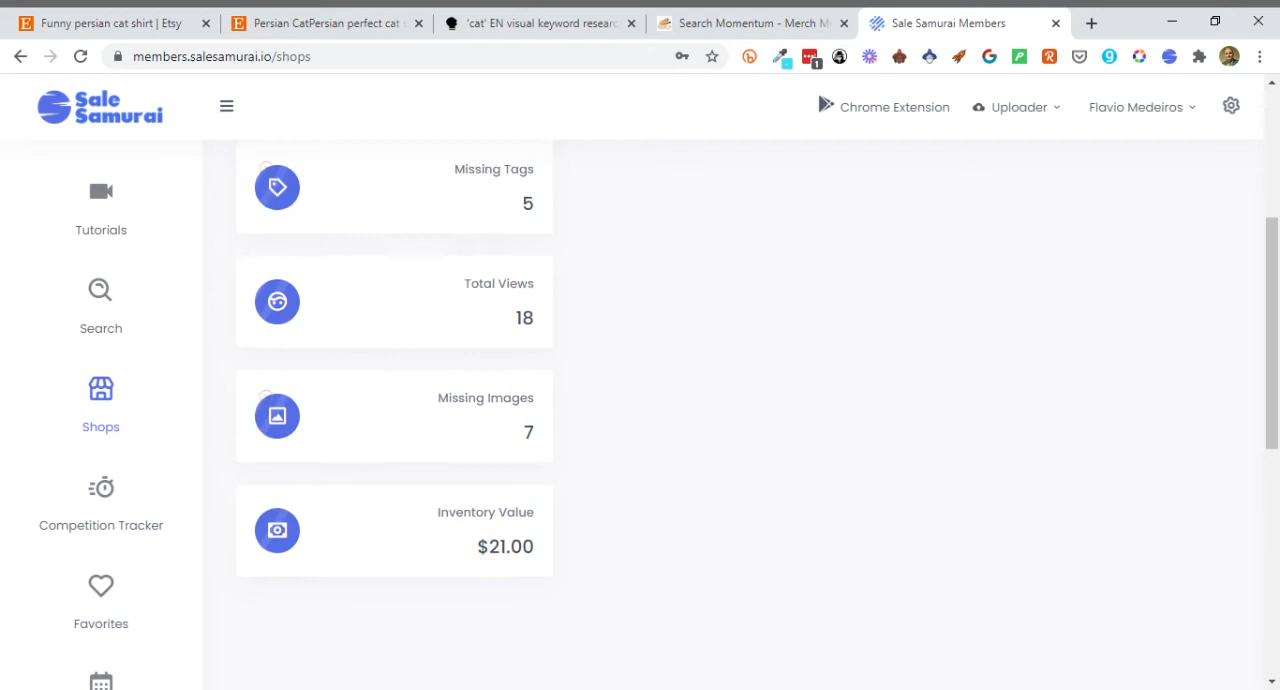 Funny persian cat shirt | Etsy
Persian CatPersian perfect cat s
'cat' EN visual keyword researc
Search Momentum - Merch M
Sale Samurai Members
members.salesamurai.io/shops
1
Sale Samurai
Chrome Extension
Uploader
Flavio Medeiros
Tutorials
Search
Shops
Competition Tracker
Favorites
Missing Tags
5
Total Views
18
Missing Images
7
Inventory Value
$21.00